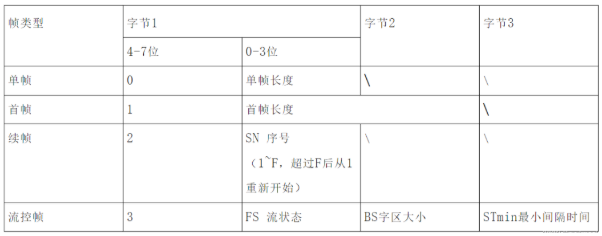 帧类型 字节1 字节2 字节3
4-7位 0-3位
单帧 0 单帧长度 \ \
首帧 1 首帧长度 \
续帧 2 SN 序号 \ \
（1~F，超过F后从1
重新开始）
流控帧 3 FS 流状态 BS字区大小 STmin最小间隔时间